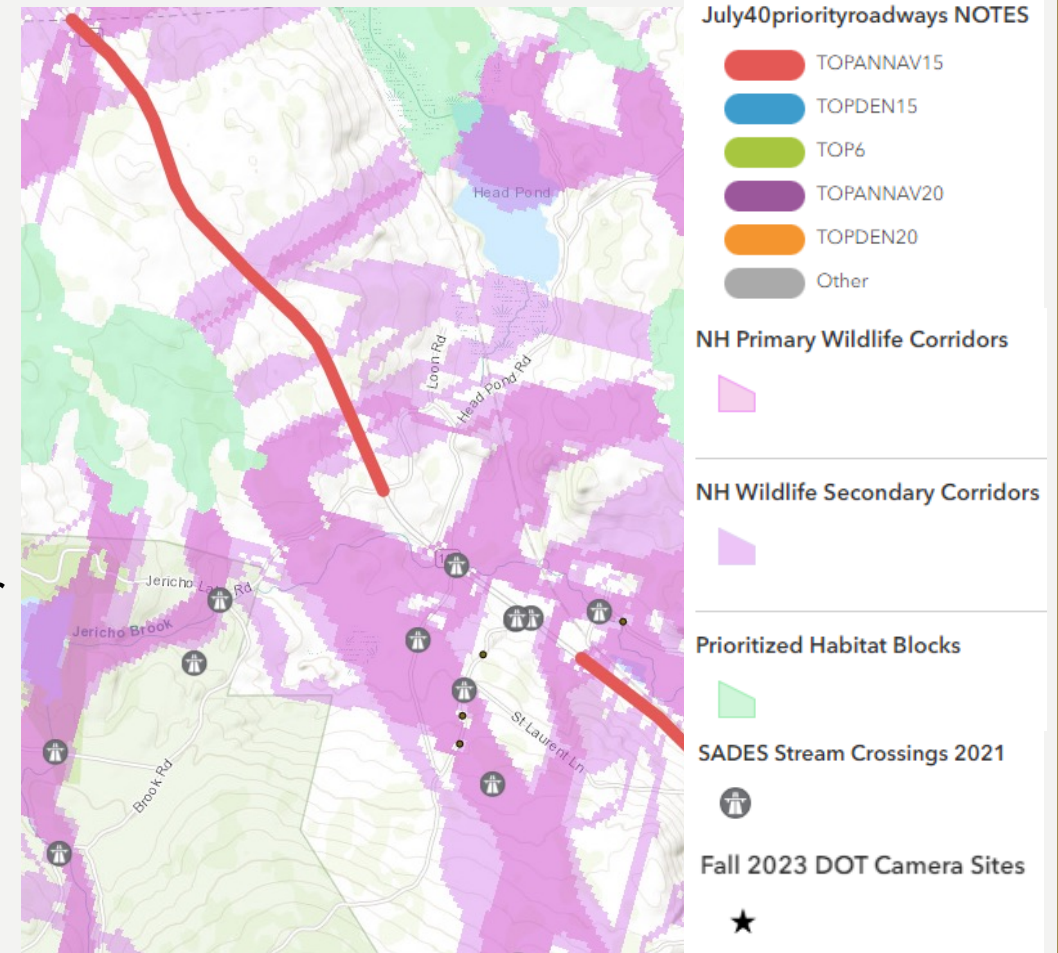 Head Pond
Loon Rd
Head Pond Rd
Jericho Lake Rd
Jericho Brook
St Laurent Ln
Brook Rd
July40priorityroadways NOTES
TOPANNAV15
TOPDEN15
TOP6
TOPANNAV20
TOPDEN20
Other
NH Primary Wildlife Corridors
NH Wildlife Secondary Corridors
Prioritized Habitat Blocks
SADES Stream Crossings 2021
Fall 2023 DOT Camera Sites